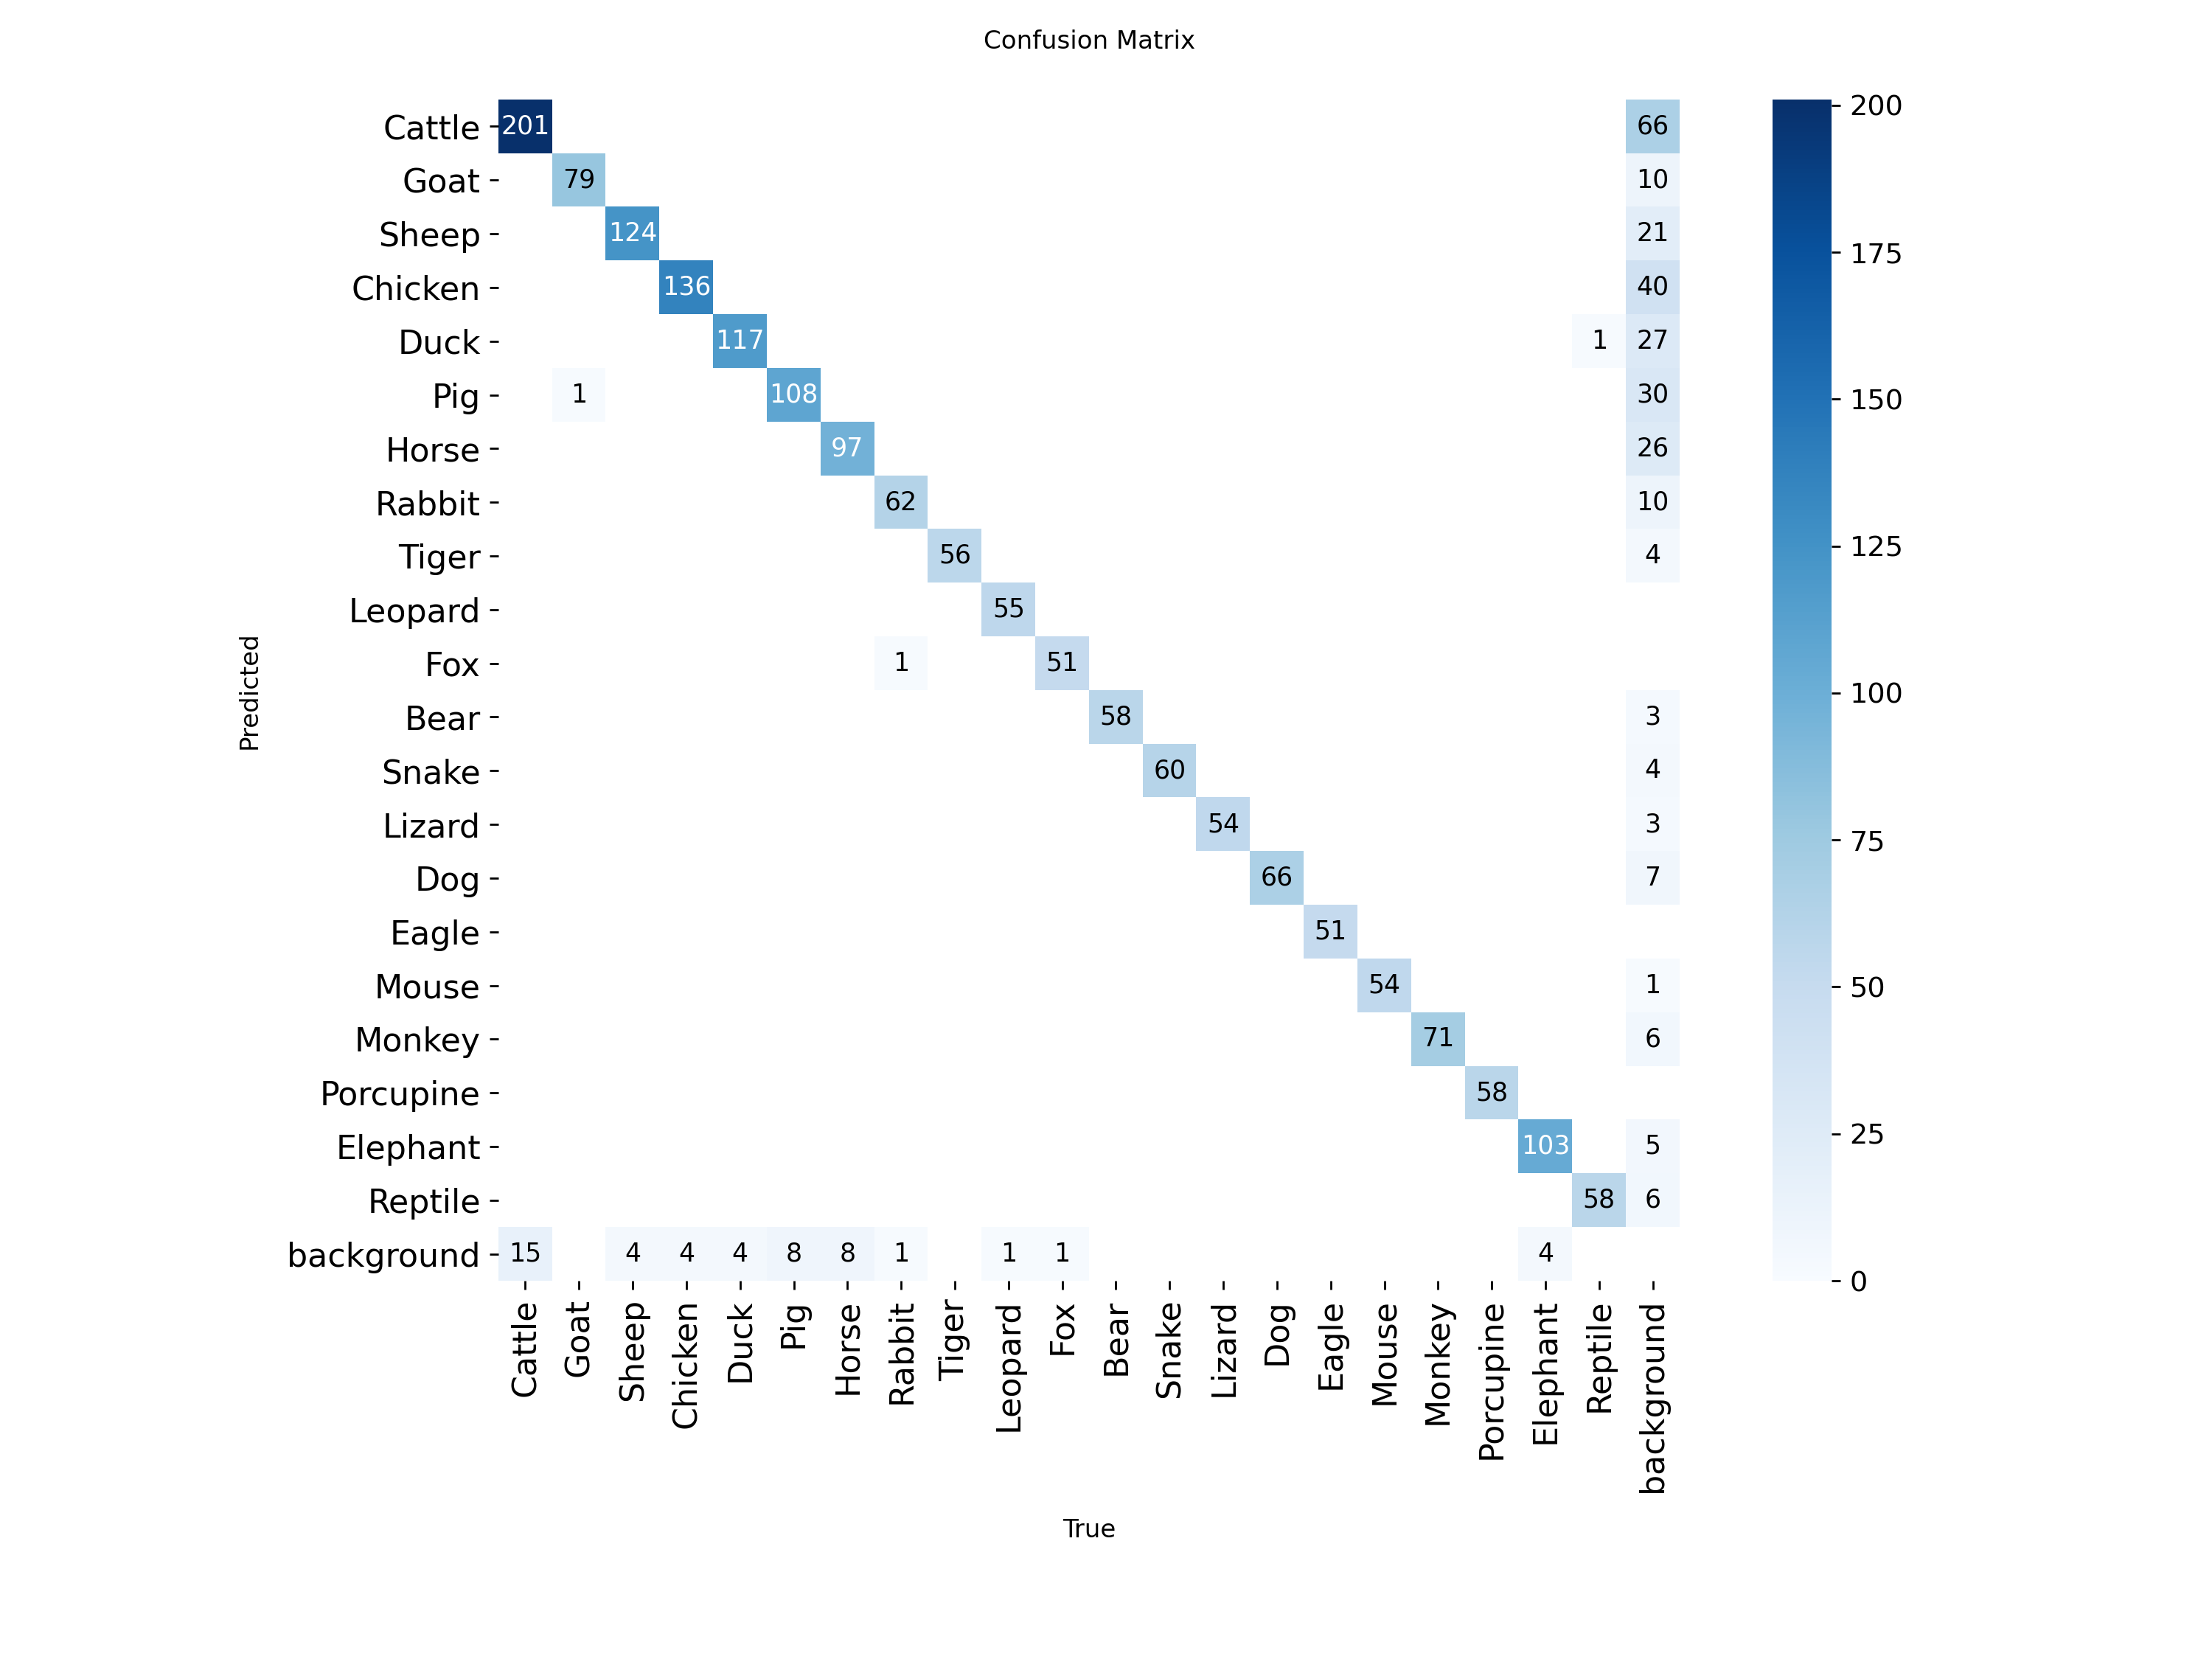 Confusion Matrix
Cattle 201 66 200
Goat 79 10
Sheep 124 21 175
Chicken 136 40
Duck 117 1 27
Pig 1 108 30 150
Horse 97 26
Rabbit 62 10
Tiger 56 4 125
Leopard 55
Fox 1 51
Bear 58 3 100
Snake 60 4
Lizard 54 3
Dog 66 7 75
Eagle 51
Mouse 54 1 50
Monkey 71 6
Porcupine 58
Elephant 103 5 25
Reptile 58 6
background 15 4 4 4 8 8 1 1 1 4 0
Cattle Goat Sheep Chicken Duck Pig Horse Rabbit Tiger Leopard Fox Bear Snake Lizard Dog Eagle Mouse Monkey Porcupine Elephant Reptile background
Predicted
True